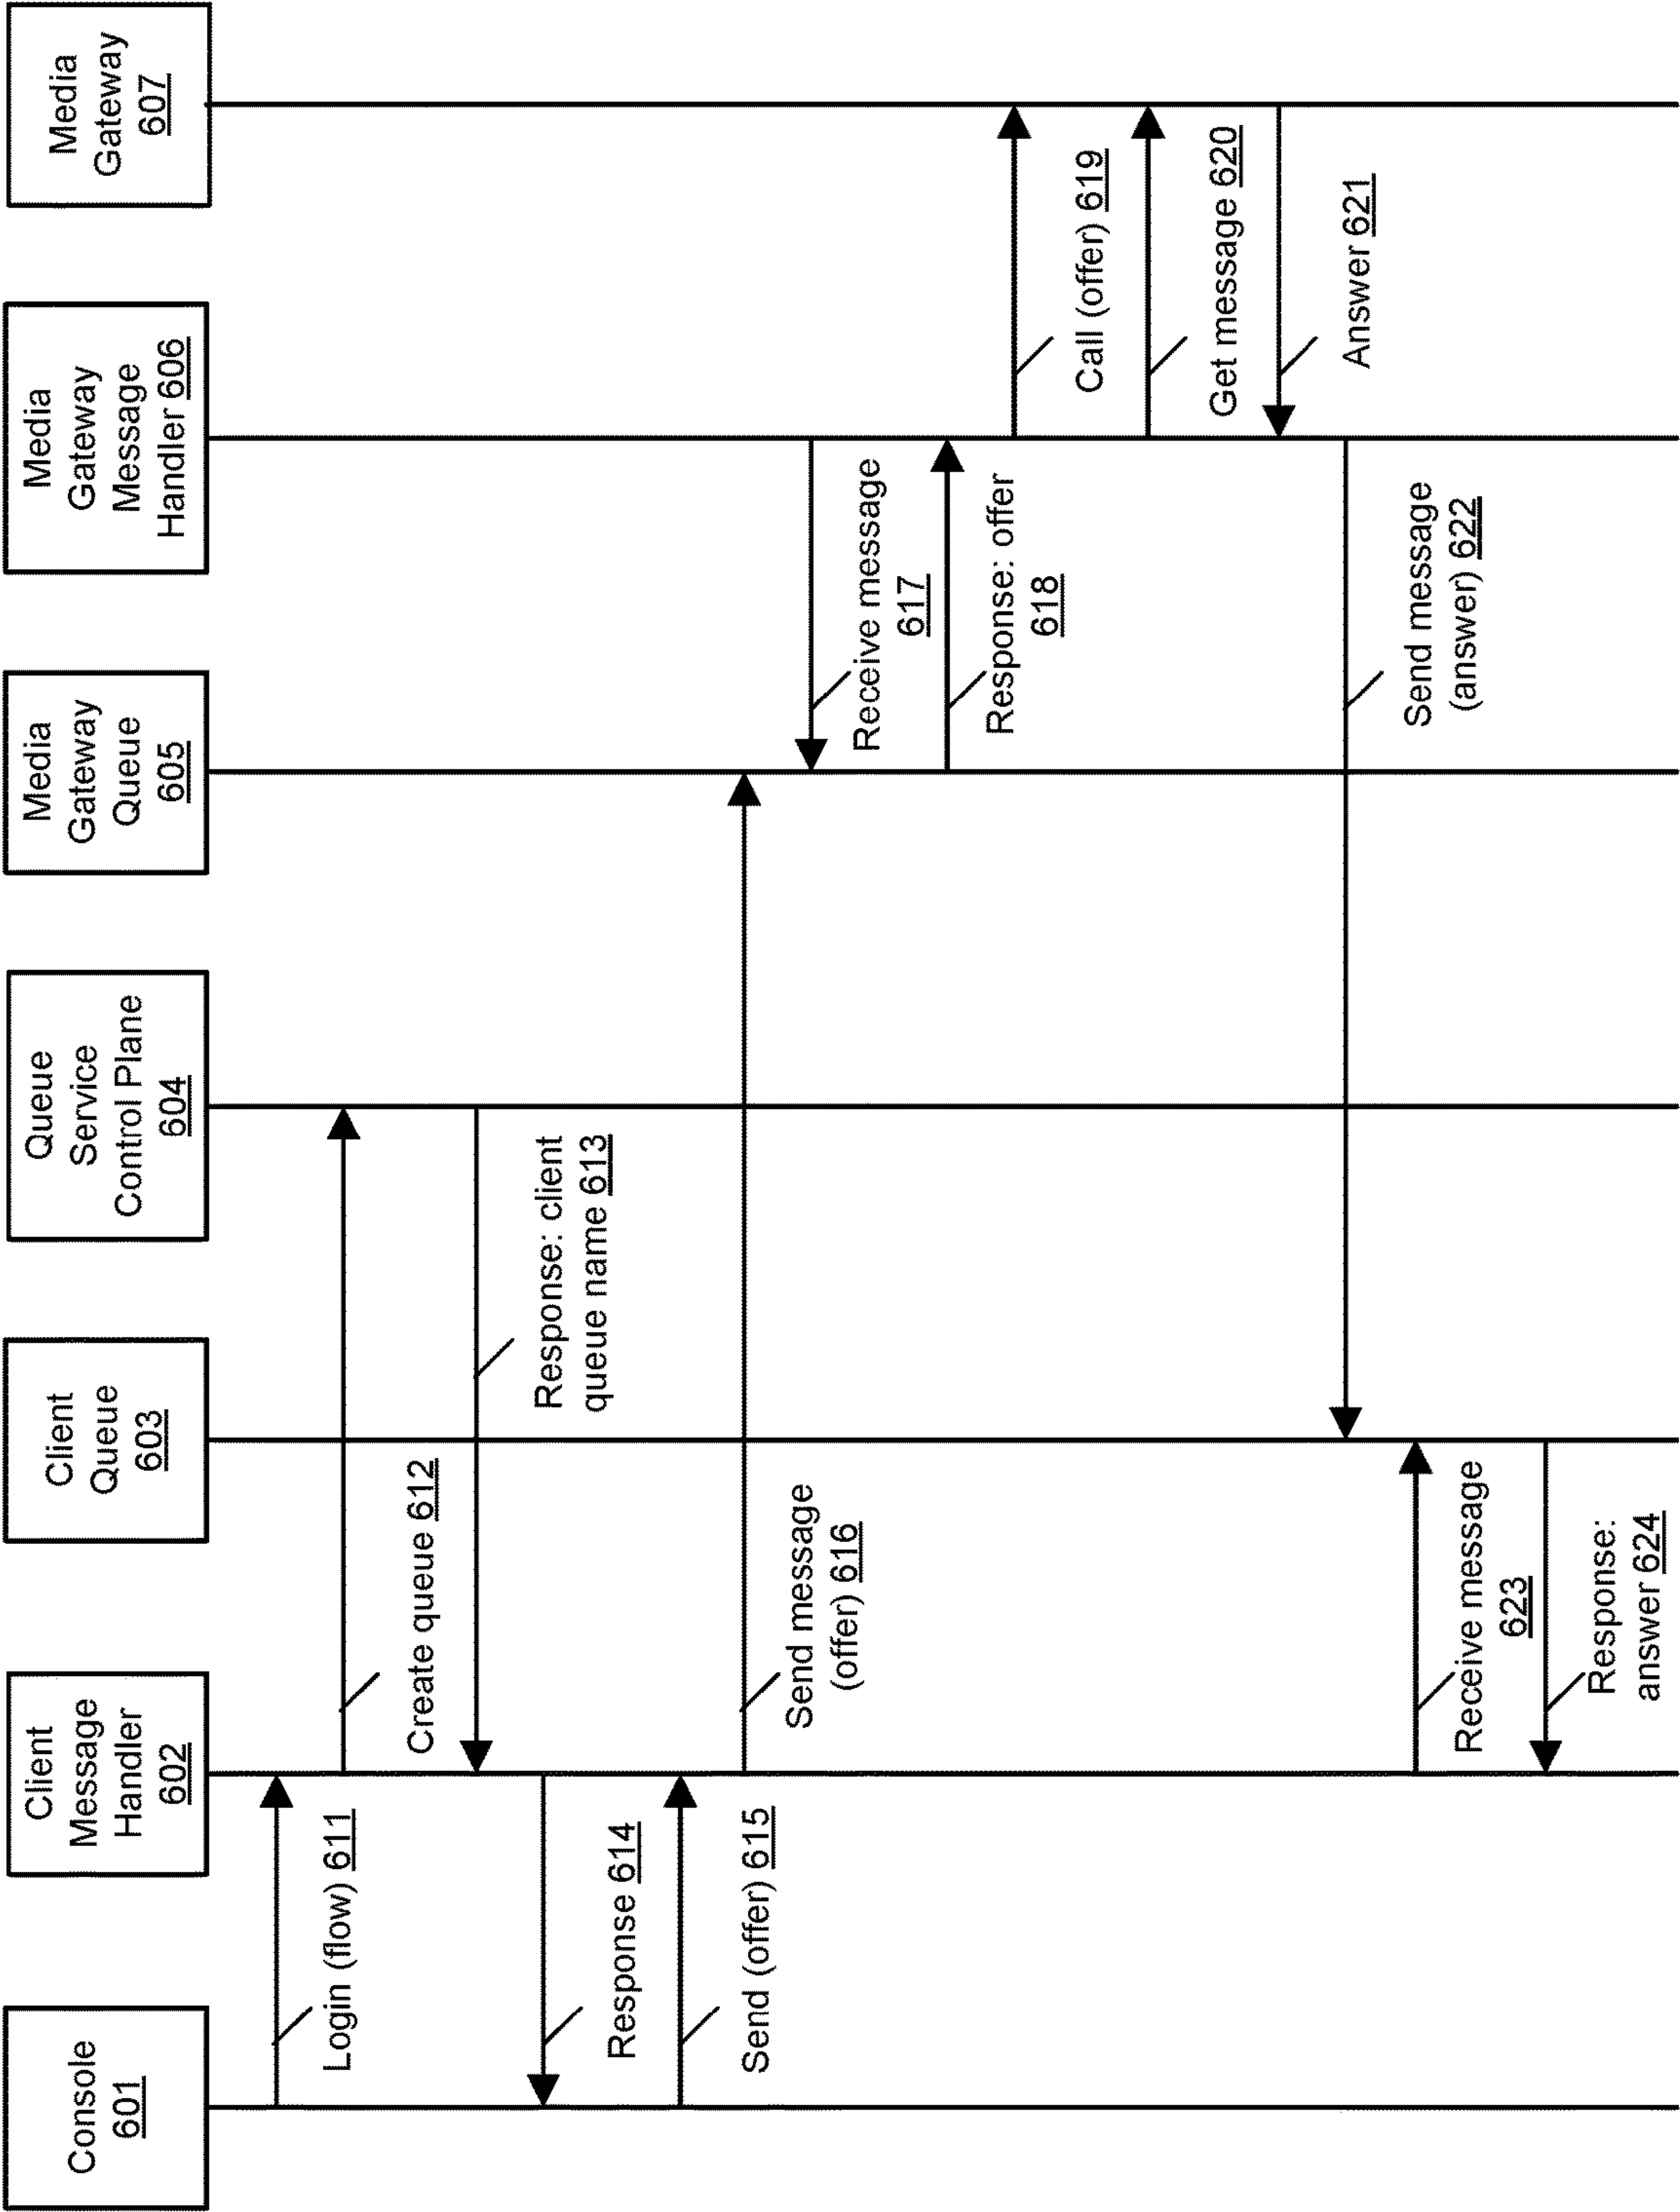 Console
601
Client
Message
Handler
602
Client
Queue
603
Queue
Service
Control Plane
604
Media
Gateway
Queue
605
Media
Gateway
Message
Handler 606
Media
Gateway
607
Login (flow) 611
Create queue 612
Response: client
queue name 613
Response 614
Send (offer) 615
Send message
(offer) 616
Receive message
617
Response: offer
618
Call (offer) 619
Get message 620
Answer 621
Send message
(answer) 622
Receive message
623
Response:
answer 624